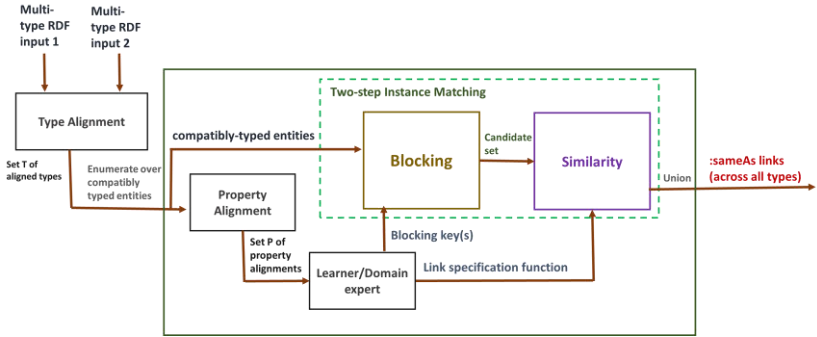 Multi-
type RDF
input 1
Multi-
type RDF
input 2
Type Alignment
Set T of
aligned types
Enumerate over
compatibly
typed entities
compatibly-typed entities
Property
Alignment
Set P of
property
alignments
Learner/Domain
expert
Two-step Instance Matching
Blocking
Candidate
set
Similarity
Blocking key(s)
Link specification function
Union
:sameAs links
(across all types)